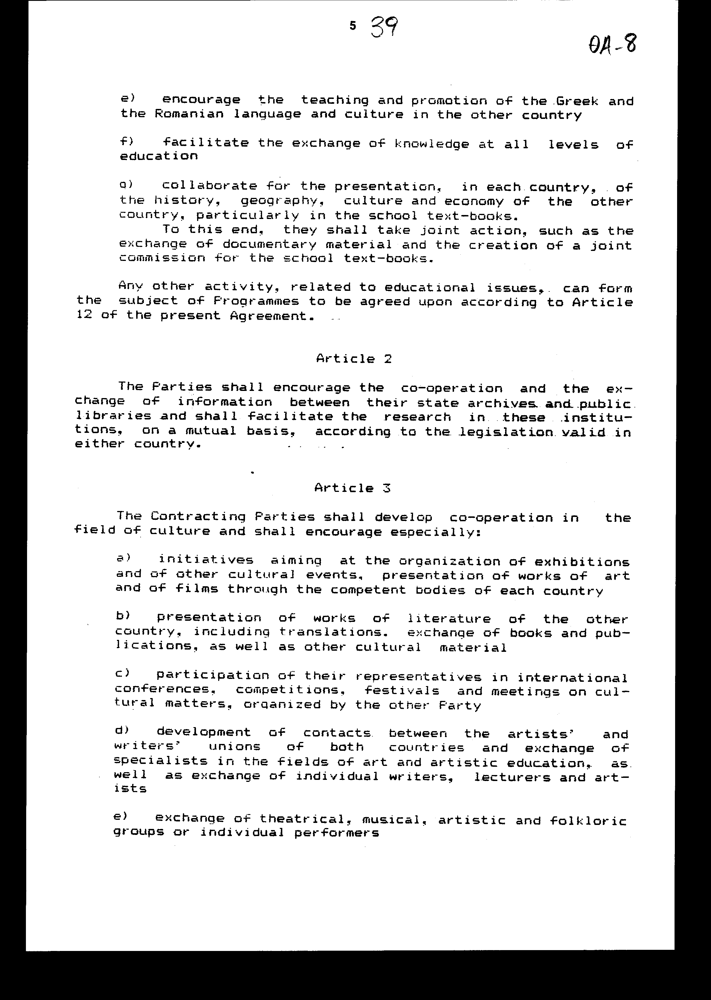 5 39
ΘA-8
e) encourage the teaching and promotion of the Greek and
the Romanian language and culture in the other country
f) facilitate the exchange of knowledge at all levels of
education
g) collaborate for the presentation, in each country, of
the history, geography, culture and economy of the other
country, particularly in the school text-books.
To this end, they shall take joint action, such as the
exchange of documentary material and the creation of a joint
commission for the school text-books.
Any other activity, related to educational issues, can form
the subject of Programmes to be agreed upon according to Article
12 of the present Agreement.
Article 2
The Parties shall encourage the co-operation and the ex-
change of information between their state archives and public
libraries and shall facilitate the research in these institu-
tions, on a mutual basis, according to the legislation valid in
either country.
Article 3
The Contracting Parties shall develop co-operation in the
field of culture and shall encourage especially:
a) initiatives aiming at the organization of exhibitions
and of other cultural events, presentation of works of art
and of films through the competent bodies of each country
b) presentation of works of literature of the other
country, including translations. exchange of books and pub-
lications, as well as other cultural material
c) participation of their representatives in international
conferences, competitions, festivals and meetings on cul-
tural matters, organized by the other Party
d) development of contacts between the artists' and
writers' unions of both countries and exchange of
specialists in the fields of art and artistic education, as
well as exchange of individual writers, lecturers and art-
ists
e) exchange of theatrical, musical, artistic and folkloric
groups or individual performers